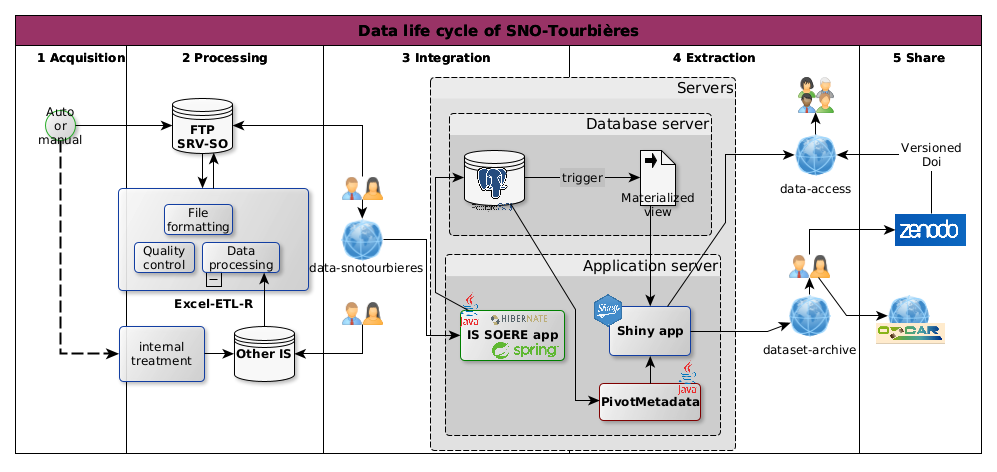 Data life cycle of SNO-Tourbières
1 Acquisition
2 Processing
3 Integration
4 Extraction
5 Share
Auto
or
manual
FTP
SRV-SO
File
formatting
Quality
control
Data
processing
Excel-ETL-R
internal
treatment
Other IS
data-snotourbieres
Servers
Database server
trigger
Materialized
view
Application server
Java
HIBERNATE
IS SOERE app
spring
Shiny
Shiny app
Java
PivotMetadata
data-access
Versioned
Doi
zenodo
dataset-archive
OZCAR